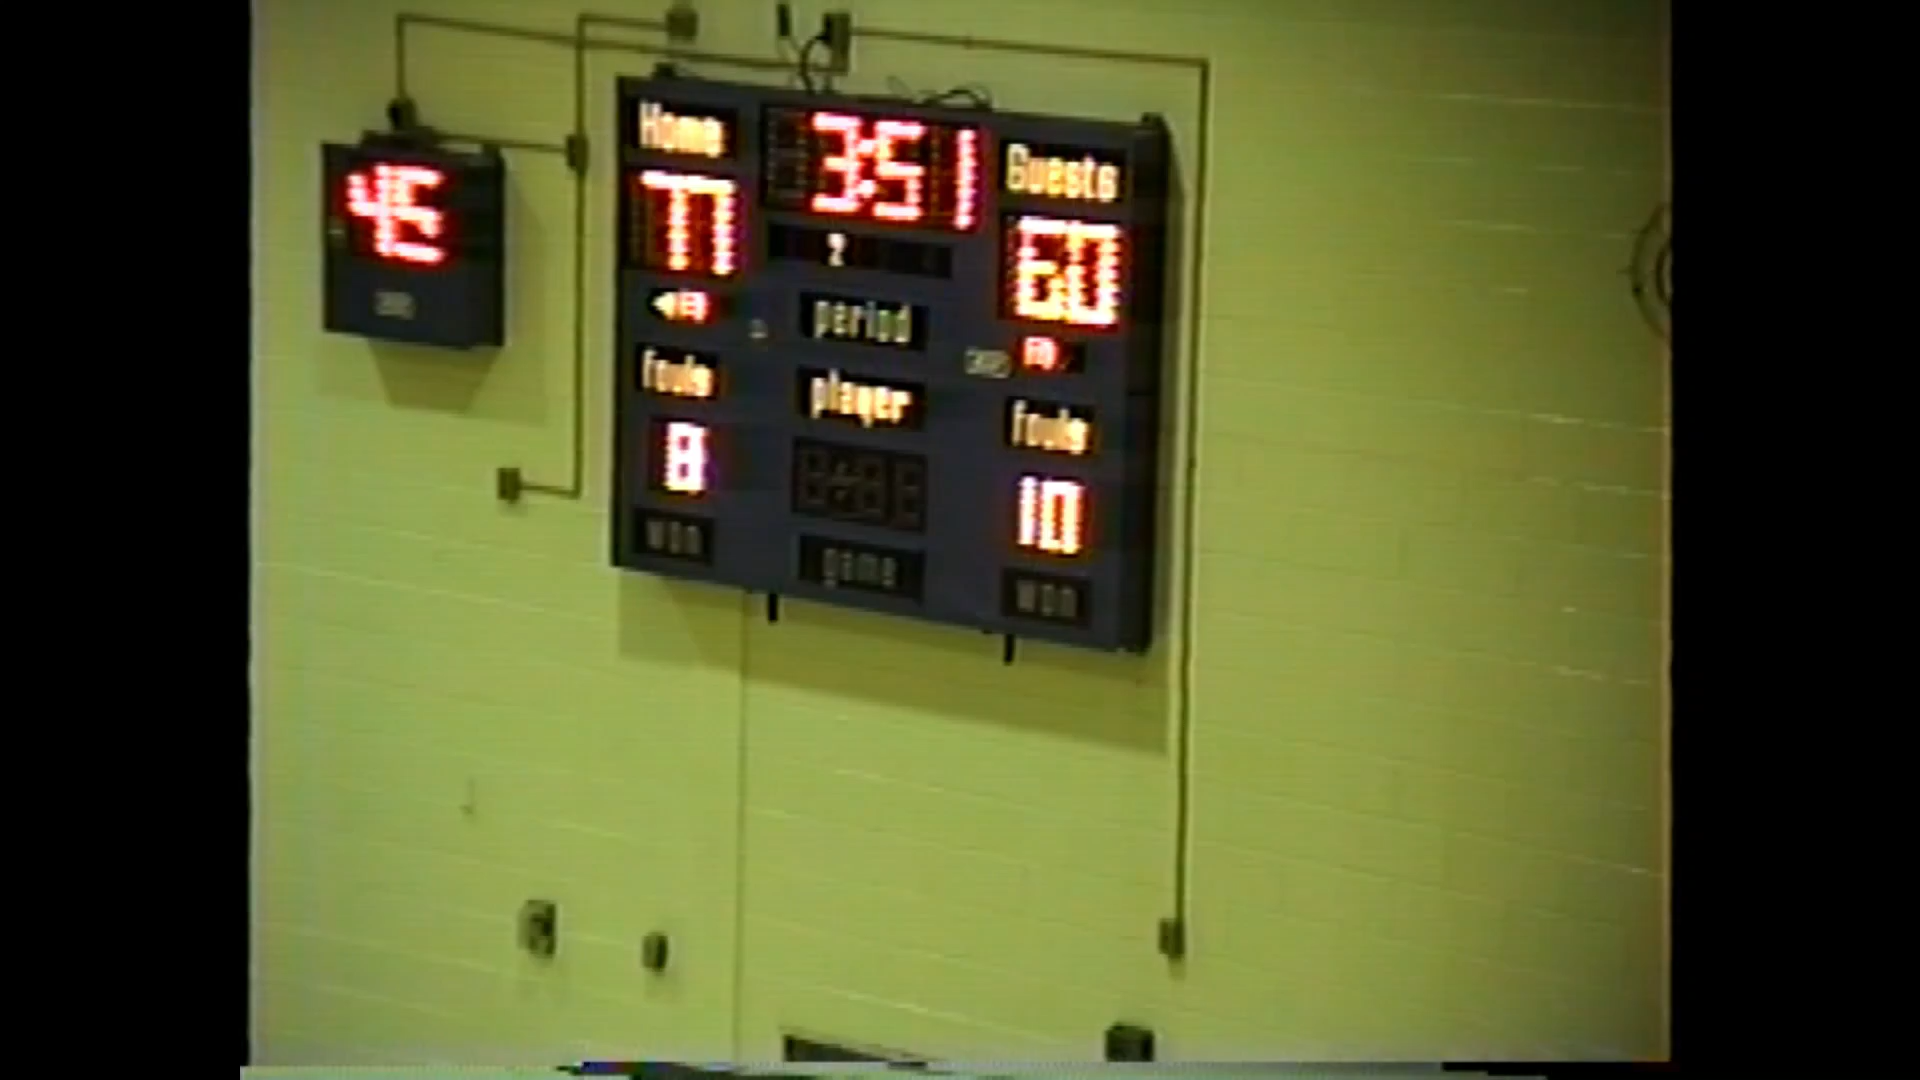 Home
3:51
Guests
45
77
60
2
period
fouls
player
fouls
8
10
won
game
won